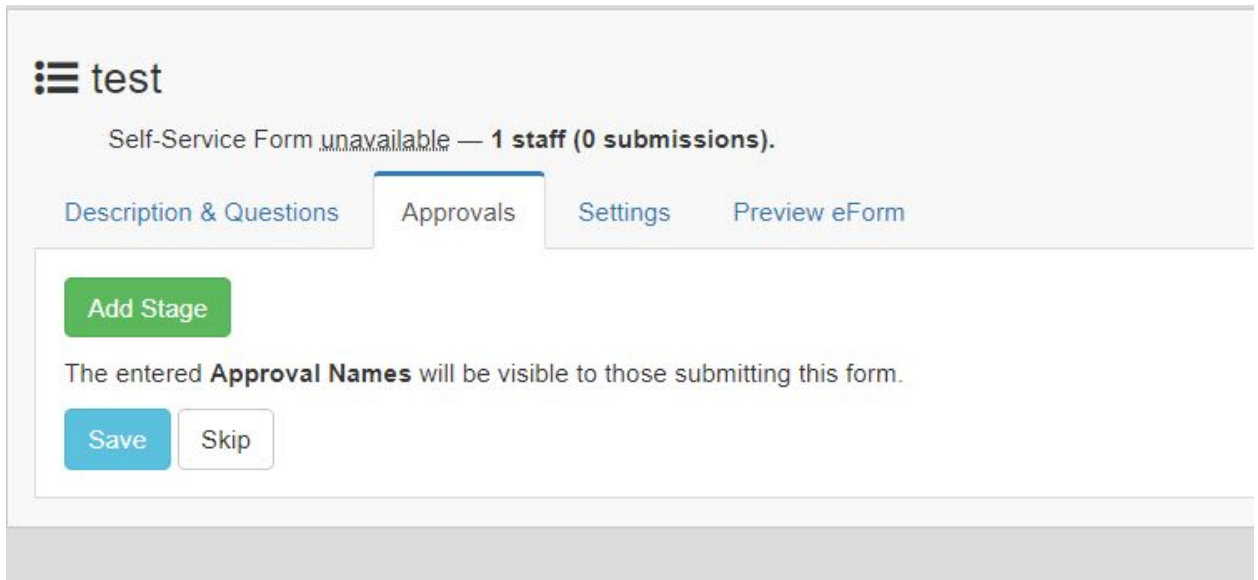 test
Self-Service Form unavailable — 1 staff (0 submissions).
Description & Questions Approvals Settings Preview eForm
Add Stage
The entered Approval Names will be visible to those submitting this form.
Save Skip